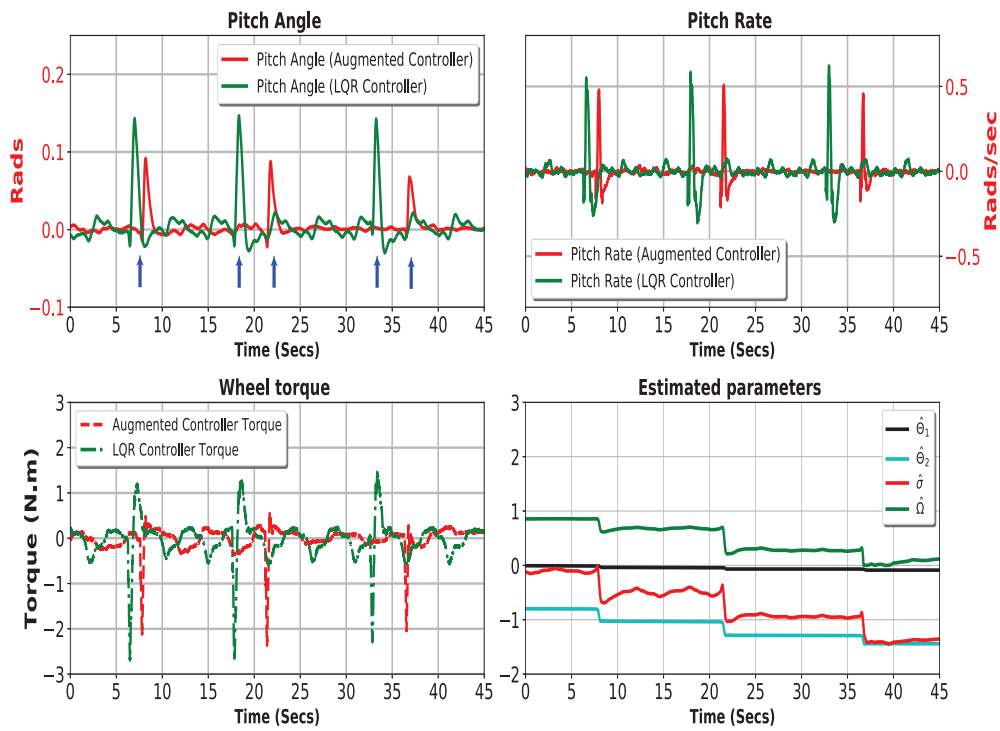 Pitch Angle
Pitch Angle (Augmented Controller)
Pitch Angle (LQR Controller)
Rads
0.2
0.1
0.0
−0.1
0 5 10 15 20 25 30 35 40 45
Time (Secs)
Pitch Rate
Pitch Rate (Augmented Controller)
Pitch Rate (LQR Controller)
0.5
0.0
−0.5
Rads/sec
0 5 10 15 20 25 30 35 40 45
Time (Secs)
Wheel torque
Augmented Controller Torque
LQR Controller Torque
Torque (N.m)
3
2
1
0
−1
−2
−3
0 5 10 15 20 25 30 35 40 45
Time (Secs)
Estimated parameters
Θ̂₁
Θ̂₂
σ̂
Ω̂
3
2
1
0
−1
−2
0 5 10 15 20 25 30 35 40 45
Time (Secs)